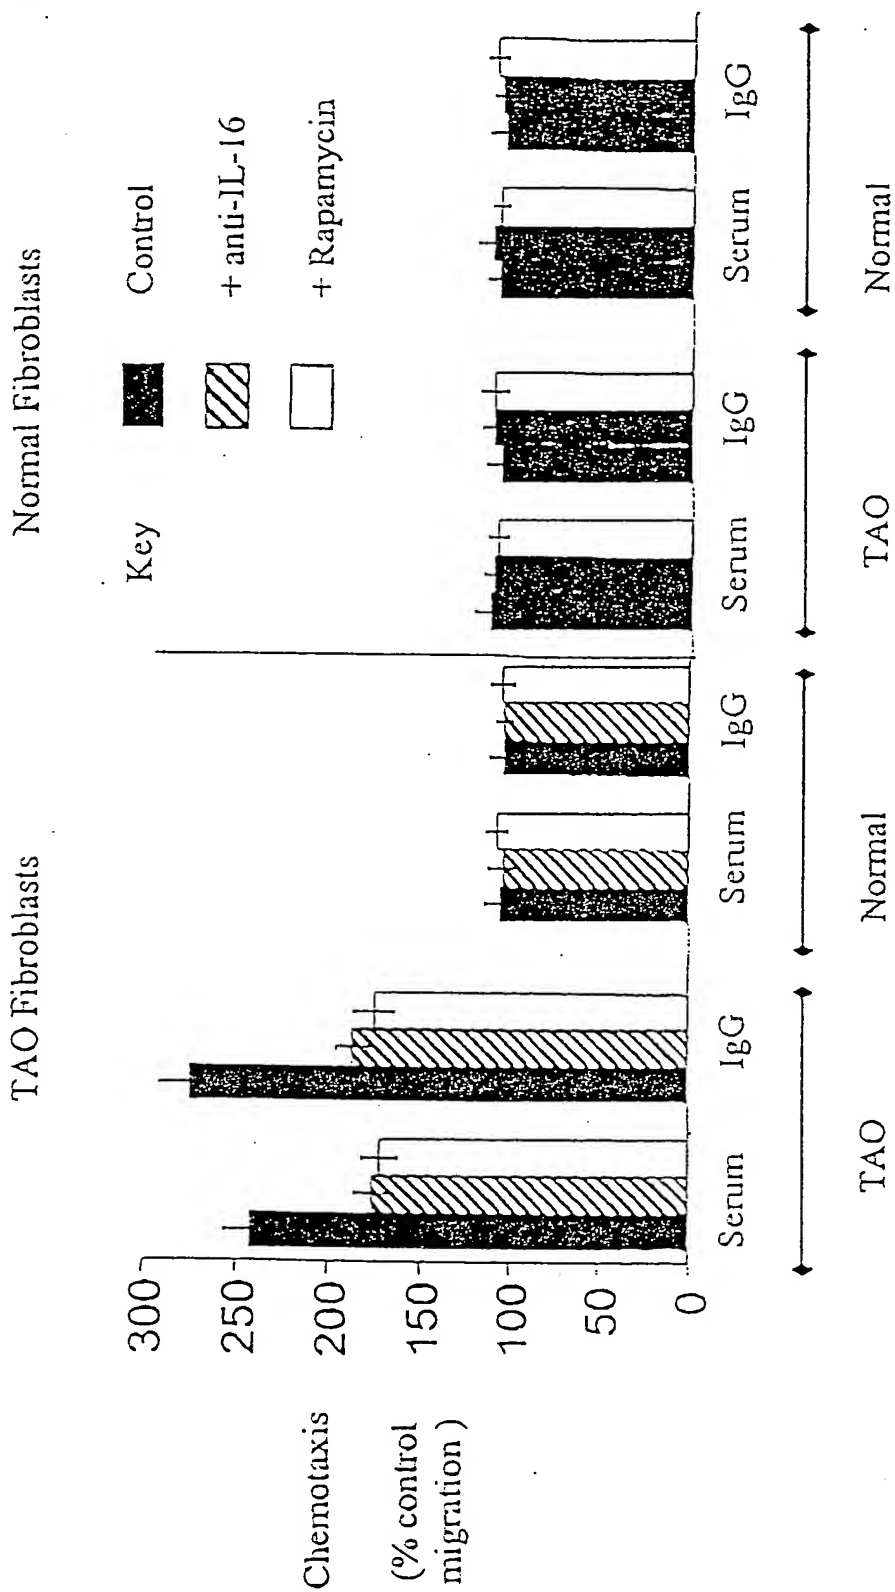 TAO Fibroblasts
Normal Fibroblasts
Key
Control
+ anti-IL-16
+ Rapamycin
Chemotaxis
(% control
migration )
300
250
200
150
100
50
0
Serum
IgG
Serum
IgG
Serum
IgG
Serum
IgG
TAO
Normal
TAO
Normal